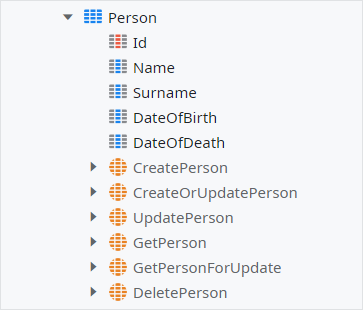 Person
Id
Name
Surname
DateOfBirth
DateOfDeath
CreatePerson
CreateOrUpdatePerson
UpdatePerson
GetPerson
GetPersonForUpdate
DeletePerson